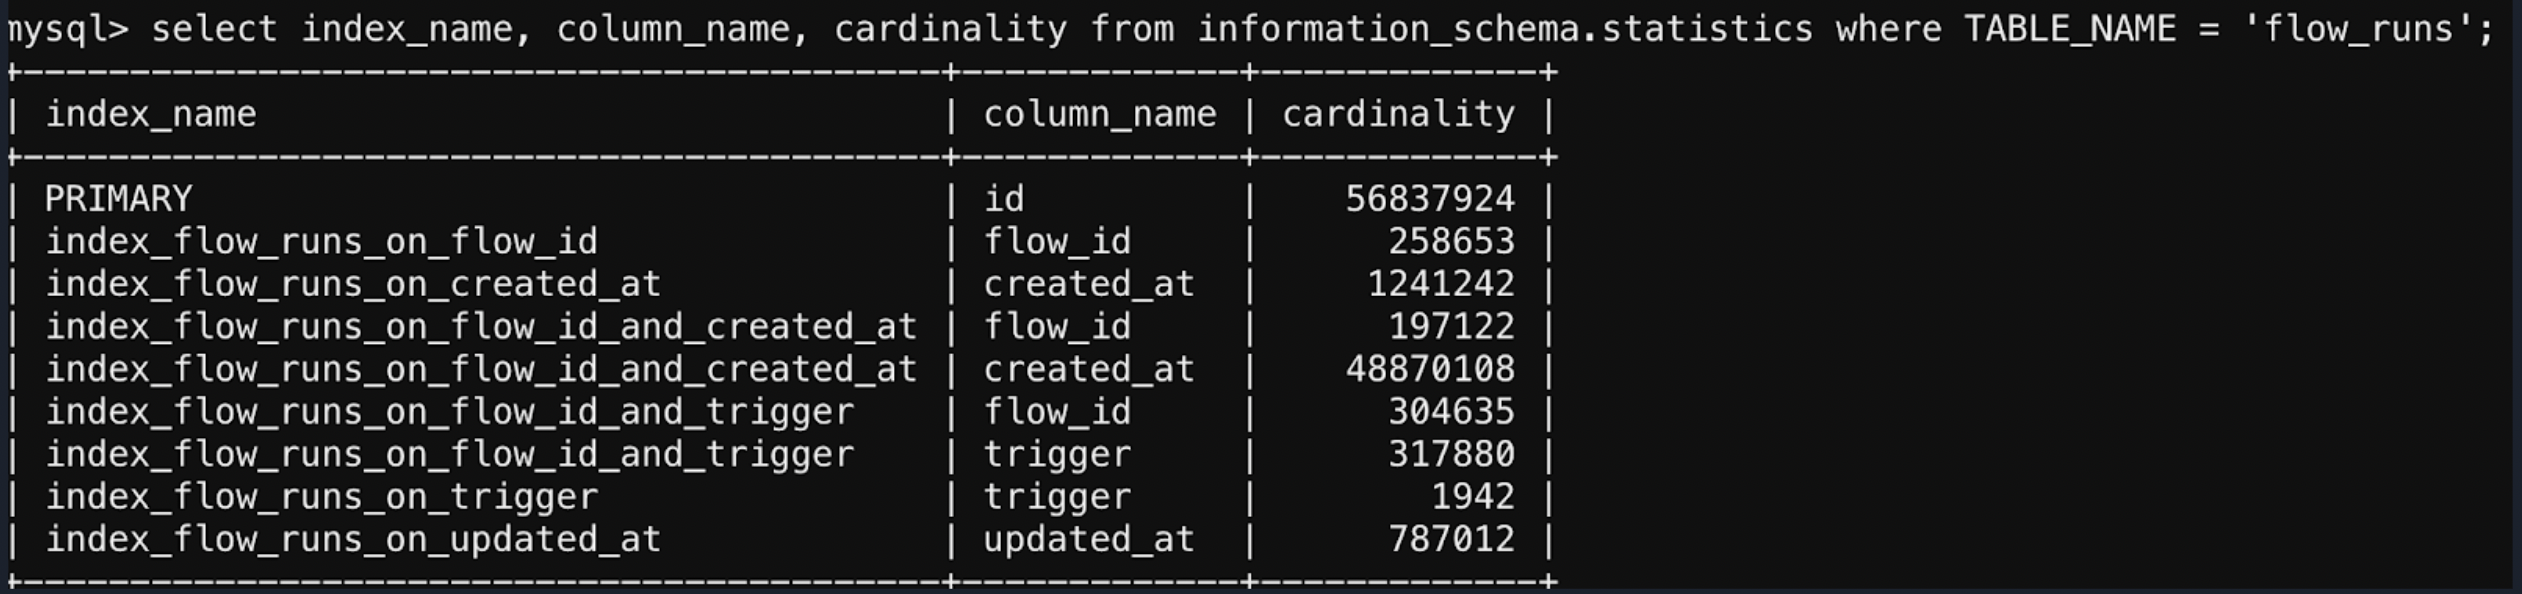 mysql> select index_name, column_name, cardinality from information_schema.statistics where TABLE_NAME = 'flow_runs';
+-------------------------------------------+-------------+-------------+
| index_name                                | column_name | cardinality |
+-------------------------------------------+-------------+-------------+
| PRIMARY                                   | id          |    56837924 |
| index_flow_runs_on_flow_id                | flow_id     |      258653 |
| index_flow_runs_on_created_at             | created_at  |     1241242 |
| index_flow_runs_on_flow_id_and_created_at | flow_id     |      197122 |
| index_flow_runs_on_flow_id_and_created_at | created_at  |    48870108 |
| index_flow_runs_on_flow_id_and_trigger    | flow_id     |      304635 |
| index_flow_runs_on_flow_id_and_trigger    | trigger     |      317880 |
| index_flow_runs_on_trigger                | trigger     |        1942 |
| index_flow_runs_on_updated_at             | updated_at  |      787012 |
+-------------------------------------------+-------------+-------------+